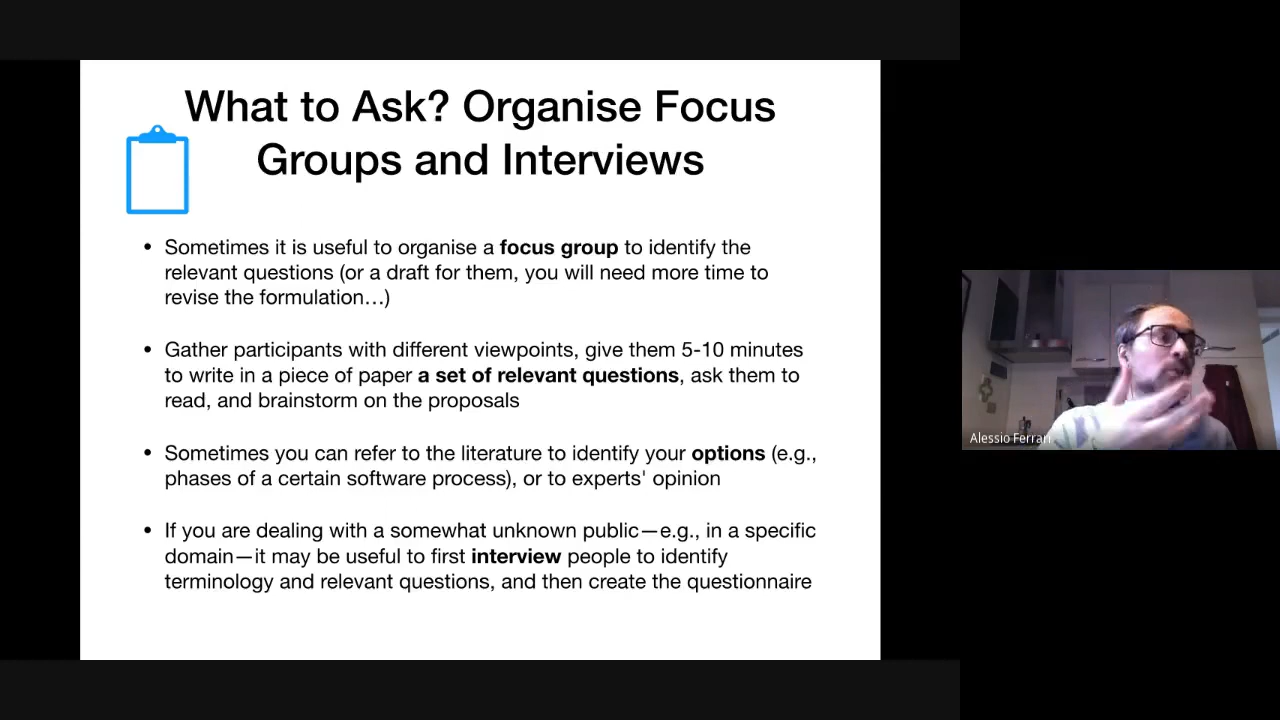 What to Ask? Organise Focus
Groups and Interviews
• Sometimes it is useful to organise a focus group to identify the
relevant questions (or a draft for them, you will need more time to
revise the formulation…)
• Gather participants with different viewpoints, give them 5-10 minutes
to write in a piece of paper a set of relevant questions, ask them to
read, and brainstorm on the proposals
• Sometimes you can refer to the literature to identify your options (e.g.,
phases of a certain software process), or to experts' opinion
• If you are dealing with a somewhat unknown public—e.g., in a specific
domain—it may be useful to first interview people to identify
terminology and relevant questions, and then create the questionnaire
Alessio Ferrari